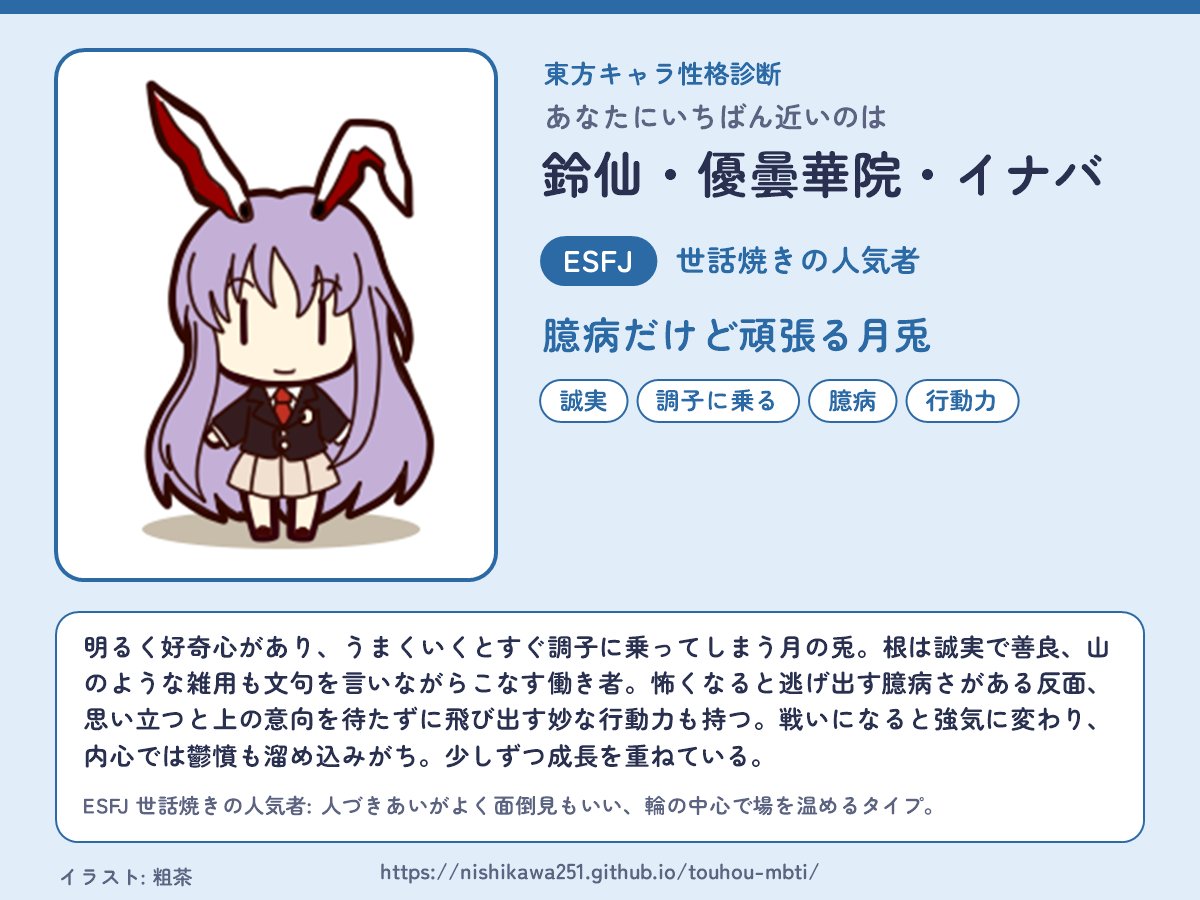 東方キャラ性格診断
あなたにいちばん近いのは
鈴仙・優曇華院・イナバ
ESFJ 世話焼きの人気者
臆病だけど頑張る月兎
誠実 調子に乗る 臆病 行動力
明るく好奇心があり、うまくいくとすぐ調子に乗ってしまう月の兎。根は誠実で善良、山
のような雑用も文句を言いながらこなす働き者。怖くなると逃げ出す臆病さがある反面、
思い立つと上の意向を待たずに飛び出す妙な行動力も持つ。戦いになると強気に変わり、
内心では鬱憤も溜め込みがち。少しずつ成長を重ねている。
ESFJ 世話焼きの人気者: 人づきあいがよく面倒見もいい、輪の中心で場を温めるタイプ。
イラスト: 粗茶
https://nishikawa251.github.io/touhou-mbti/